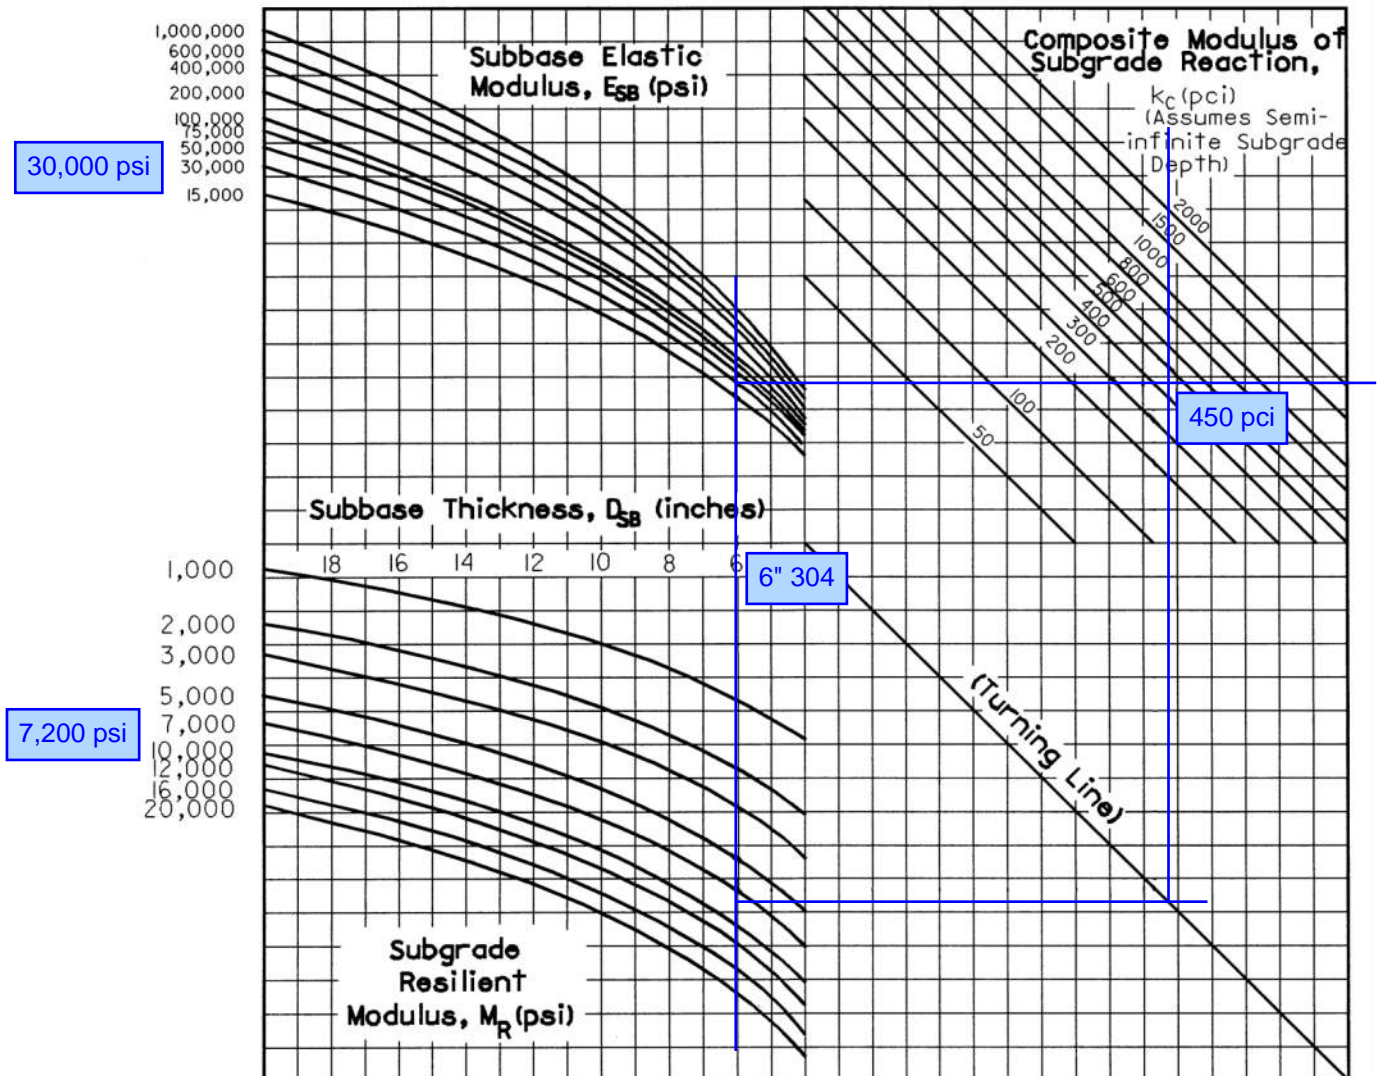 1,000,000
600,000
400,000
200,000
100,000
75,000
50,000
30,000
15,000
30,000 psi
Subbase Elastic
Modulus, E_SB (psi)
Composite Modulus of
Subgrade Reaction,
k_C (pci)
(Assumes Semi-
infinite Subgrade
Depth)
2000
1500
1000
800
600
500
400
300
200
100
50
450 pci
Subbase Thickness, D_SB (inches)
18 16 14 12 10 8 6
6" 304
1,000
2,000
3,000
5,000
7,000
10,000
12,000
16,000
20,000
7,200 psi
(Turning Line)
Subgrade
Resilient
Modulus, M_R (psi)